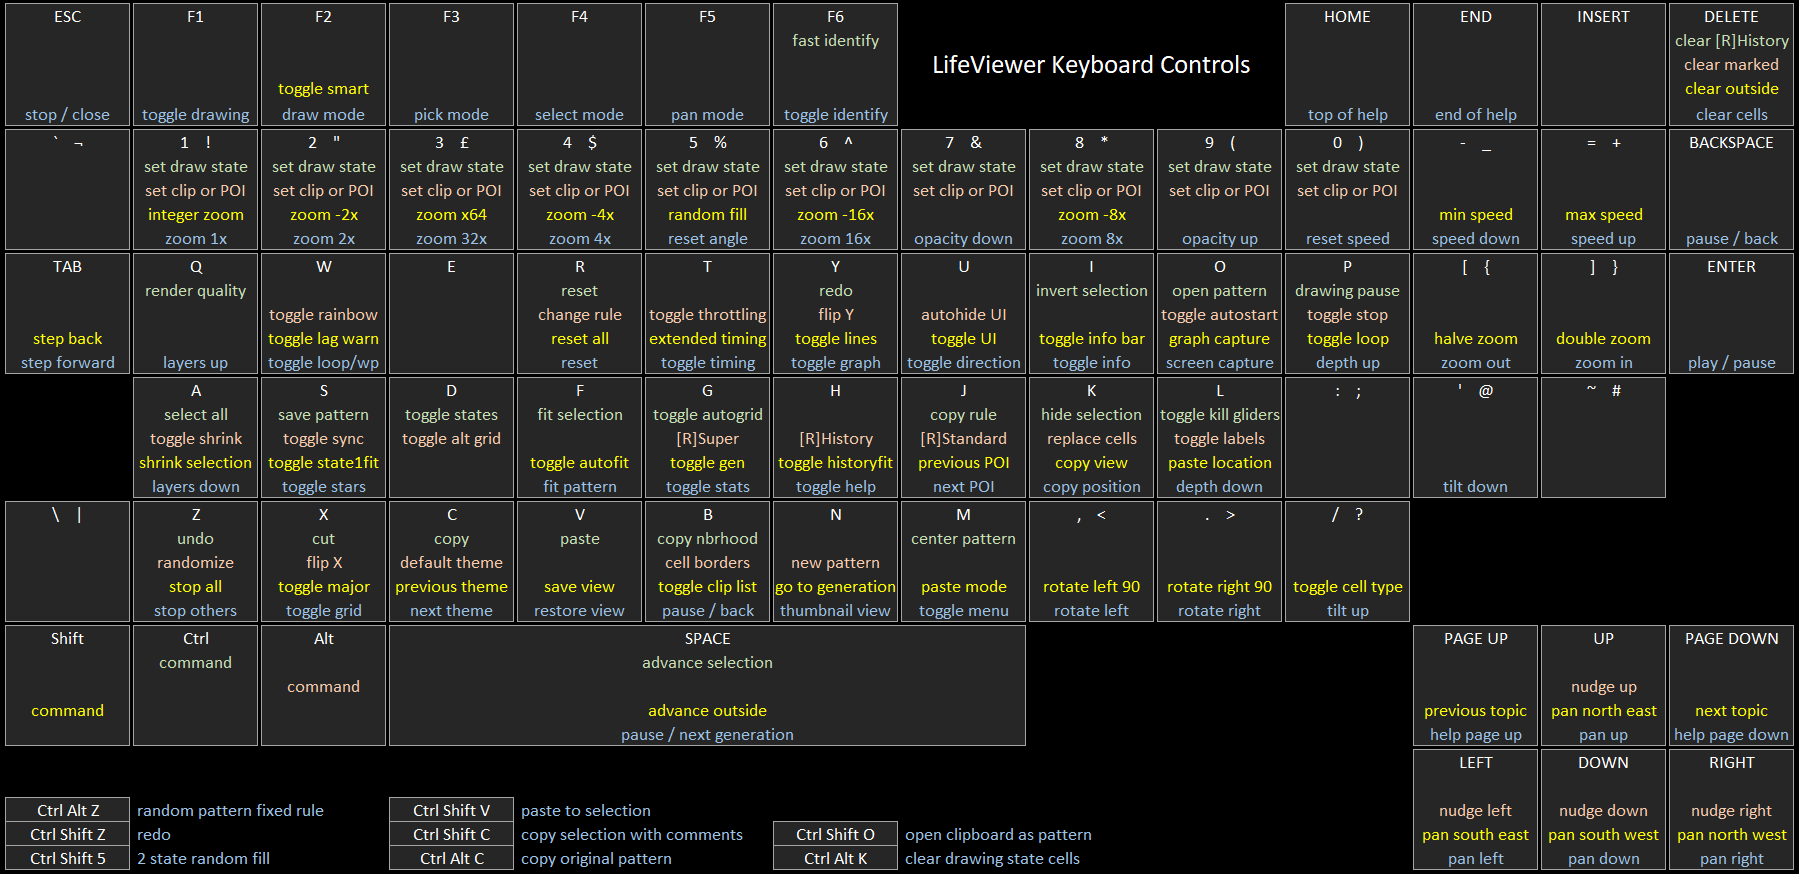 ESC
stop / close
F1
toggle drawing
F2
toggle smart
draw mode
F3
pick mode
F4
select mode
F5
pan mode
F6
fast identify
toggle identify
LifeViewer Keyboard Controls
HOME
top of help
END
end of help
INSERT
DELETE
clear [R]History
clear marked
clear outside
clear cells
` ¬
1 !
set draw state
set clip or POI
integer zoom
zoom 1x
2 "
set draw state
set clip or POI
zoom -2x
zoom 2x
3 £
set draw state
set clip or POI
zoom x64
zoom 32x
4 $
set draw state
set clip or POI
zoom -4x
zoom 4x
5 %
set draw state
set clip or POI
random fill
reset angle
6 ^
set draw state
set clip or POI
zoom -16x
zoom 16x
7 &
set draw state
set clip or POI
opacity down
8 *
set draw state
set clip or POI
zoom -8x
zoom 8x
9 (
set draw state
set clip or POI
opacity up
0 )
set draw state
set clip or POI
reset speed
- _
min speed
speed down
= +
max speed
speed up
BACKSPACE
pause / back
TAB
step back
step forward
Q
render quality
layers up
W
toggle rainbow
toggle lag warn
toggle loop/wp
E
R
reset
change rule
reset all
reset
T
toggle throttling
extended timing
toggle timing
Y
redo
flip Y
toggle lines
toggle graph
U
autohide UI
toggle UI
toggle direction
I
invert selection
toggle info bar
toggle info
O
open pattern
toggle autostart
graph capture
screen capture
P
drawing pause
toggle stop
toggle loop
depth up
[ {
halve zoom
zoom out
] }
double zoom
zoom in
ENTER
play / pause
A
select all
toggle shrink
shrink selection
layers down
S
save pattern
toggle sync
toggle state1fit
toggle stars
D
toggle states
toggle alt grid
F
fit selection
toggle autofit
fit pattern
G
toggle autogrid
[R]Super
toggle gen
toggle stats
H
[R]History
toggle historyfit
toggle help
J
copy rule
[R]Standard
previous POI
next POI
K
hide selection
replace cells
copy view
copy position
L
toggle kill gliders
toggle labels
paste location
depth down
: ;
' @
tilt down
~ #
\ |
Z
undo
randomize
stop all
stop others
X
cut
flip X
toggle major
toggle grid
C
copy
default theme
previous theme
next theme
V
paste
save view
restore view
B
copy nbrhood
cell borders
toggle clip list
pause / back
N
new pattern
go to generation
thumbnail view
M
center pattern
paste mode
toggle menu
, <
rotate left 90
rotate left
. >
rotate right 90
rotate right
/ ?
toggle cell type
tilt up
Shift
command
Ctrl
command
Alt
command
SPACE
advance selection
advance outside
pause / next generation
PAGE UP
previous topic
help page up
UP
nudge up
pan north east
pan up
PAGE DOWN
next topic
help page down
LEFT
nudge left
pan south east
pan left
DOWN
nudge down
pan south west
pan down
RIGHT
nudge right
pan north west
pan right
Ctrl Alt Z random pattern fixed rule
Ctrl Shift Z redo
Ctrl Shift 5 2 state random fill
Ctrl Shift V paste to selection
Ctrl Shift C copy selection with comments
Ctrl Alt C copy original pattern
Ctrl Shift O open clipboard as pattern
Ctrl Alt K clear drawing state cells